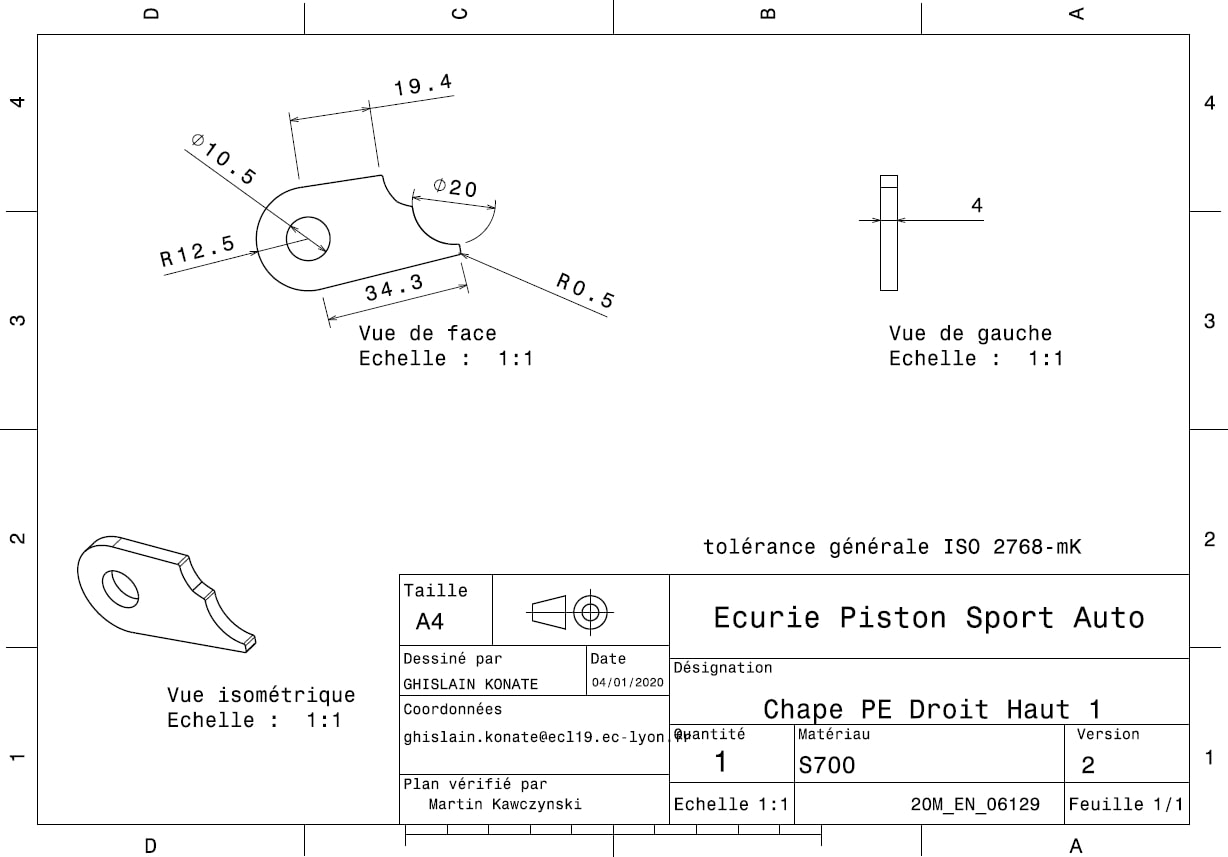 D C B A
4 4
19.4
⌀10.5
⌀20
R12.5
34.3
R0.5
4
3 3
Vue de face
Echelle : 1:1
Vue de gauche
Echelle : 1:1
2 2
tolérance générale ISO 2768-mK
Vue isométrique
Echelle : 1:1
Taille
A4
Ecurie Piston Sport Auto
Dessiné par
GHISLAIN KONATE
Date
04/01/2020
Désignation
Chape PE Droit Haut 1
Coordonnées
ghislain.konate@ecl19.ec-lyon.fr
Quantité
1
Matériau
S700
Version
2
Plan vérifié par
Martin Kawczynski
Echelle 1:1
20M_EN_06129
Feuille 1/1
1 1
D A